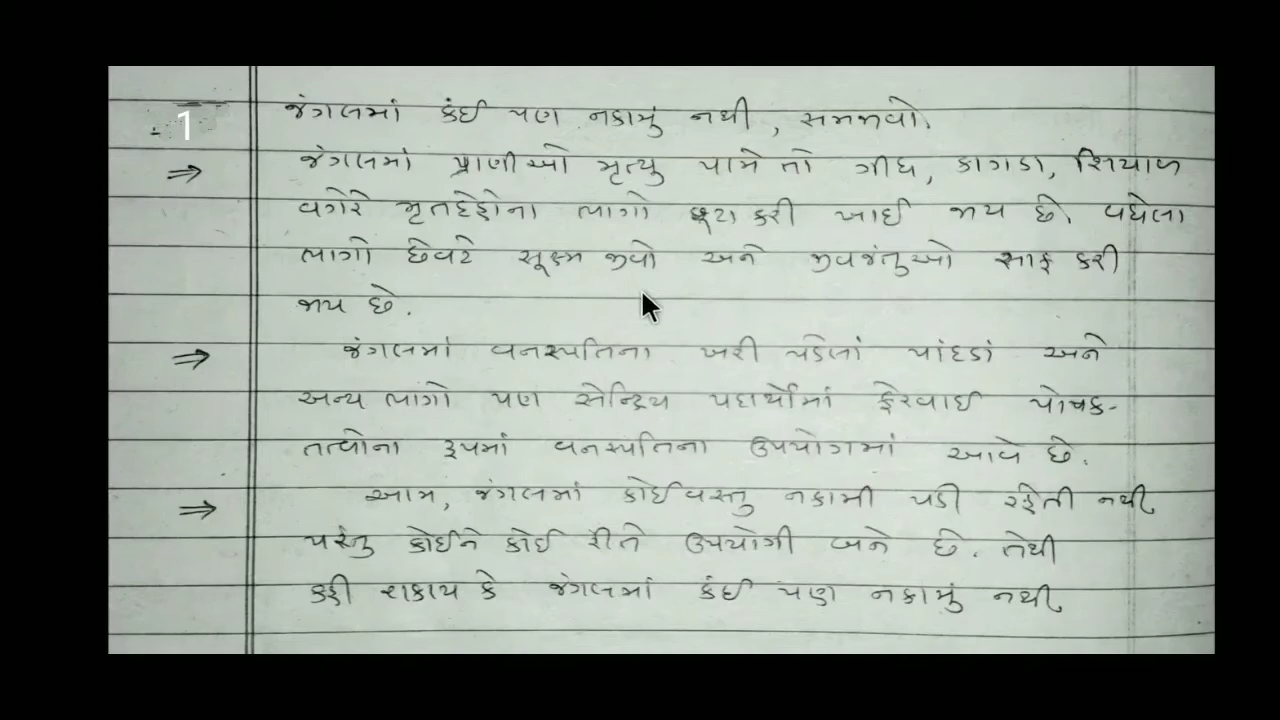 1 જંગલમાં કંઈ પણ નકામું નથી, સમજાવો.
⇒ જંગલમાં પ્રાણીઓ મૃત્યુ પામે તો ગીધ, કાગડા, શિયાળ
વગેરે મૃતદેહોના ભાગો છૂટા કરી ખાઈ જાય છે. વધેલા
ભાગો છેવટે સૂક્ષ્મ જીવો અને જીવજંતુઓ સાફ કરી
જાય છે.
⇒ જંગલમાં વનસ્પતિના ખરી પડેલાં પાંદડાં અને
અન્ય ભાગો પણ સેન્દ્રિય પદાર્થોમાં ફેરવાઈ પોષક-
તત્વોના રૂપમાં વનસ્પતિના ઉપયોગમાં આવે છે.
⇒ આમ, જંગલમાં કોઈ વસ્તુ નકામી પડી રહેતી નથી
પરંતુ કોઈને કોઈ રીતે ઉપયોગી બને છે. તેથી
કહી શકાય કે જંગલમાં કંઈ પણ નકામું નથી